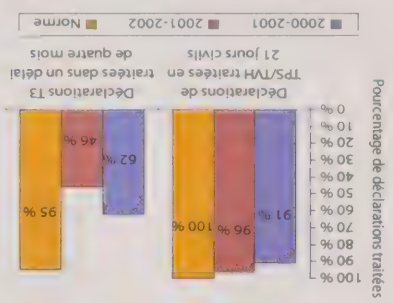 Pourcentage de déclarations traitées
100 %
90 %
80 %
70 %
60 %
50 %
40 %
30 %
20 %
10 %
0 %
91 %
96 %
100 %
62 %
46 %
95 %
Déclarations de
TPS/TVH traitées en
21 jours civils
Déclarations T3
traitées dans un délai
de quatre mois
2000-2001
2001-2002
Norme